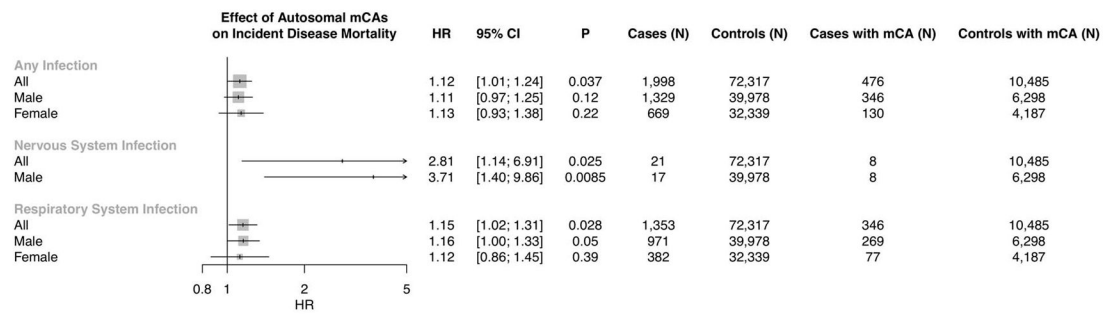 Effect of Autosomal mCAs
on Incident Disease Mortality HR 95% CI P Cases (N) Controls (N) Cases with mCA (N) Controls with mCA (N)
Any Infection
All 1.12 [1.01; 1.24] 0.037 1,998 72,317 476 10,485
Male 1.11 [0.97; 1.25] 0.12 1,329 39,978 346 6,298
Female 1.13 [0.93; 1.38] 0.22 669 32,339 130 4,187
Nervous System Infection
All 2.81 [1.14; 6.91] 0.025 21 72,317 8 10,485
Male 3.71 [1.40; 9.86] 0.0085 17 39,978 8 6,298
Respiratory System Infection
All 1.15 [1.02; 1.31] 0.028 1,353 72,317 346 10,485
Male 1.16 [1.00; 1.33] 0.05 971 39,978 269 6,298
Female 1.12 [0.86; 1.45] 0.39 382 32,339 77 4,187
0.8 1 2 5
HR